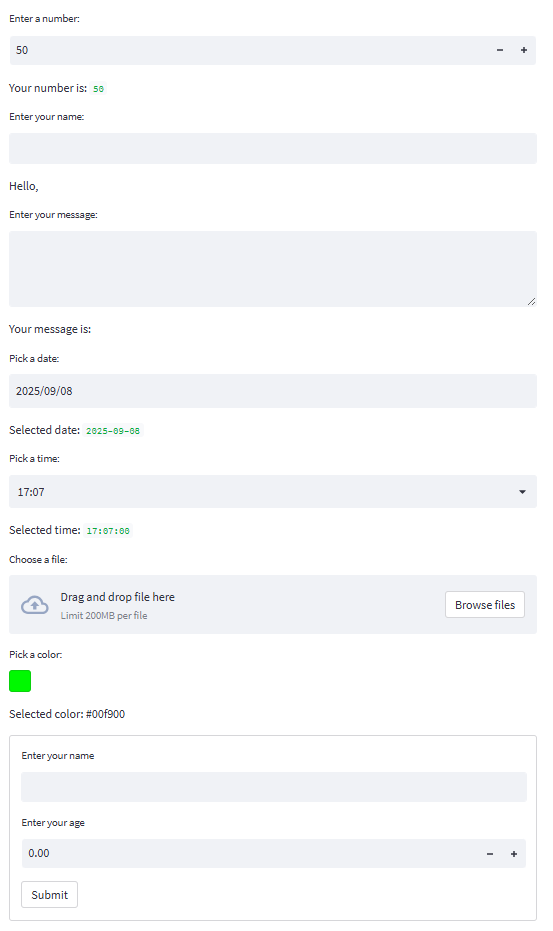 Enter a number:
50
Your number is: 50
Enter your name:
Hello,
Enter your message:
Your message is:
Pick a date:
2025/09/08
Selected date: 2025-09-08
Pick a time:
17:07
Selected time: 17:07:00
Choose a file:
Drag and drop file here
Limit 200MB per file
Browse files
Pick a color:
Selected color: #00f900
Enter your name
Enter your age
0.00
Submit